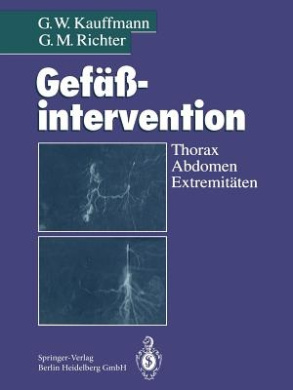 G. W. Kauffmann
G. M. Richter
Gefäß-
intervention
Thorax
Abdomen
Extremitäten
Springer-Verlag
Berlin Heidelberg GmbH